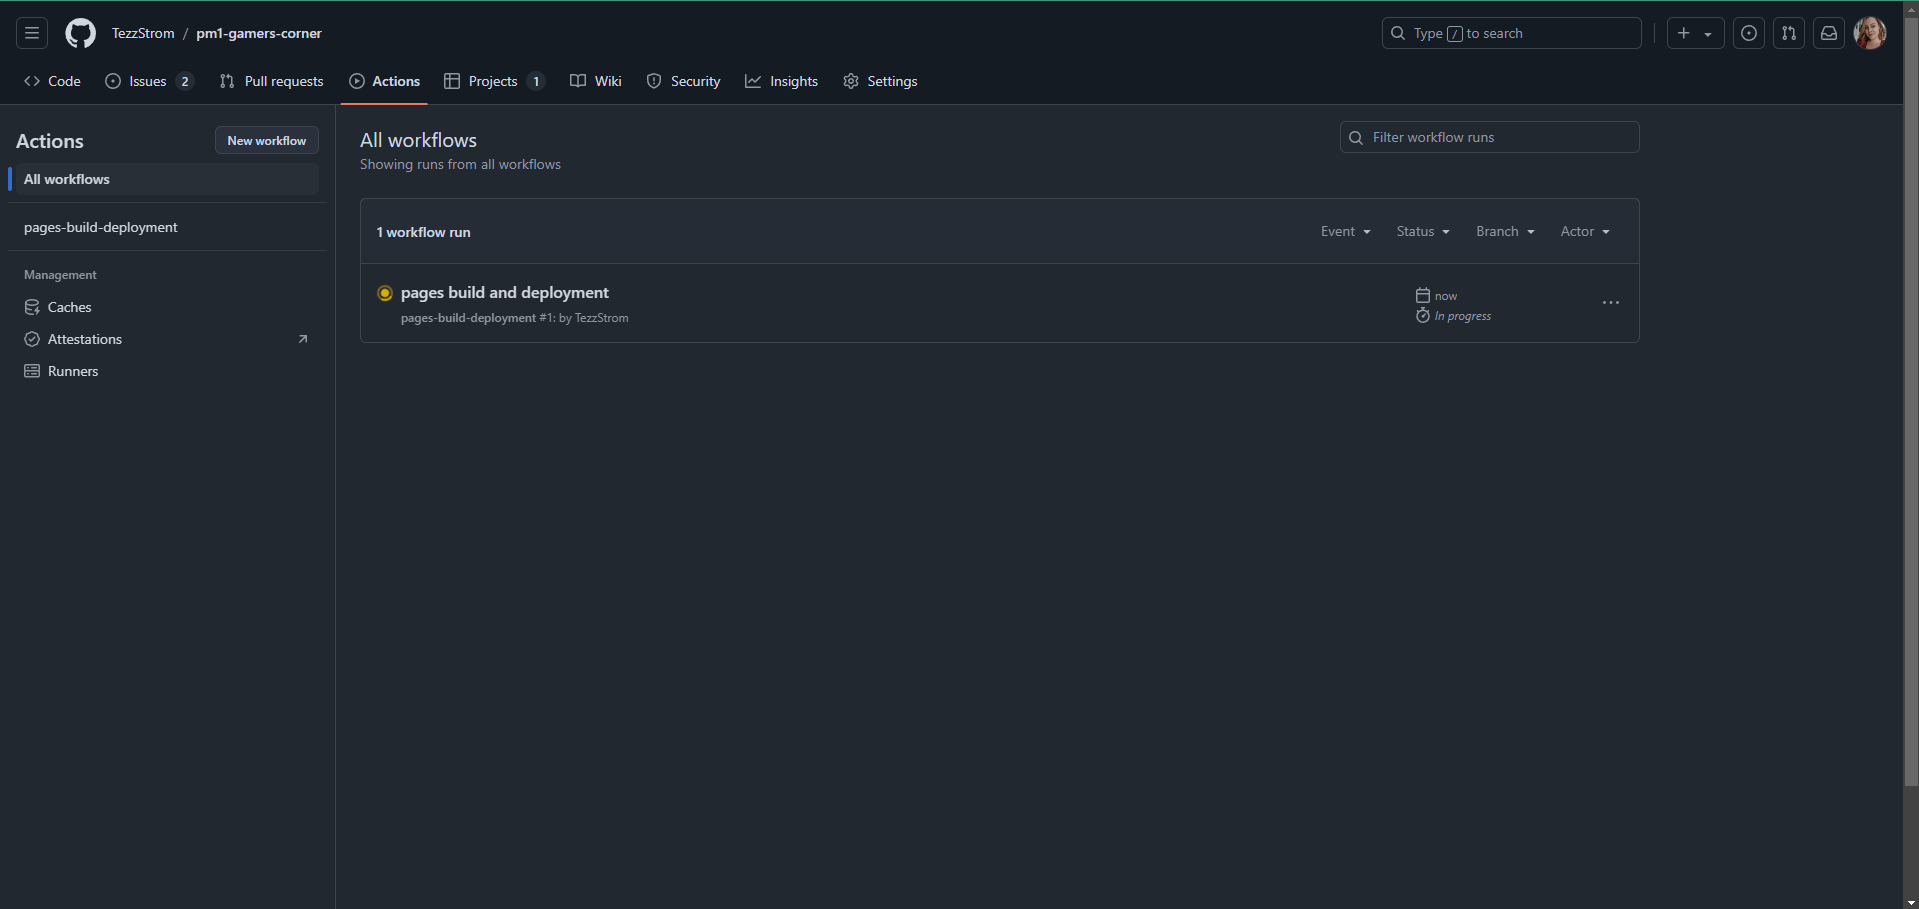 TezzStrom / pm1-gamers-corner
Type / to search
Code
Issues 2
Pull requests
Actions
Projects 1
Wiki
Security
Insights
Settings
Actions
New workflow
All workflows
pages-build-deployment
Management
Caches
Attestations
Runners
All workflows
Showing runs from all workflows
Filter workflow runs
1 workflow run
Event
Status
Branch
Actor
pages build and deployment
pages-build-deployment #1: by TezzStrom
now
In progress